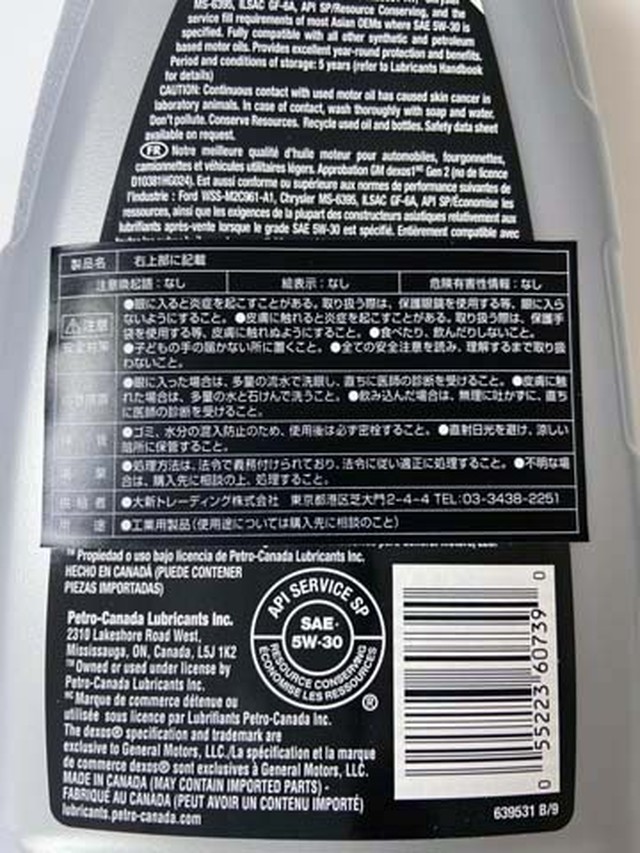 MS-6395, ILSAC GF-6A, API SP/Resource Conserving, and the
service fill requirements of most Asian OEMs where SAE 5W-30 is
specified. Fully compatible with all other synthetic and petroleum
based motor oils. Provides excellent year-round protection and benefits.
Period and conditions of storage: 5 years (refer to Lubricants Handbook
for details)
CAUTION: Continuous contact with used motor oil has caused skin cancer in
laboratory animals. In case of contact, wash thoroughly with soap and water.
Don't pollute. Conserve Resources. Recycle used oil and bottles. Safety data sheet
available on request.
FR Notre meilleure qualité d'huile moteur pour automobiles, fourgonnettes,
camionnettes et véhicules utilitaires légers. Approbation GM dexos1™ Gen 2 (no de licence
D10381HG024). Est aussi conforme ou supérieure aux normes de performance suivantes de
l'industrie : Ford WSS-M2C961-A1, Chrysler MS-6395, ILSAC GF-6A, API SP/Économise les
ressources, ainsi que les exigences de la plupart des constructeurs asiatiques relativement aux
lubrifiants après-vente lorsque le grade SAE 5W-30 est spécifié. Entièrement compatible avec
製品名 右上部に記載
注意喚起語:なし 絵表示:なし 危険有害性情報:なし
⚠注意
安全対策
●眼に入ると炎症を起こすことがある。取り扱う際は、保護眼鏡を使用する等、眼に入ら
ないようにすること。●皮膚に触れると炎症を起こすことがある。取り扱う際は、保護手
袋を使用する等、皮膚に触れぬようにすること。●食べたり、飲んだりしないこと。
●子どもの手の届かない所に置くこと。●全ての安全注意を読み、理解するまで取り扱
わないこと。
●眼に入った場合は、多量の流水で洗眼し、直ちに医師の診断を受けること。●皮膚に触
れた場合は、多量の水と石けんで洗うこと。●飲み込んだ場合は、無理に吐かずに、直ち
に医師の診断を受けること。
●ゴミ、水分の混入防止のため、使用後は必ず密栓すること。●直射日光を避け、涼しい
暗所に保管すること。
●処理方法は、法令で義務付けられており、法令に従い適正に処理すること。●不明な場
合は、購入先に相談の上、処理すること。
供給者 ●大新トレーディング株式会社 東京都港区芝大門2-4-4 TEL:03-3438-2251
用途 ●工業用製品(使用途については購入先に相談のこと)
™ Propiedad o uso bajo licencia de Petro-Canada Lubricants Inc.
HECHO EN CANADÁ (PUEDE CONTENER
PIEZAS IMPORTADAS)
Petro-Canada Lubricants Inc.
2310 Lakeshore Road West,
Mississauga, ON, Canada, L5J 1K2
™Owned or used under license by
Petro-Canada Lubricants Inc.
MC Marque de commerce détenue ou
utilisée sous licence par Lubrifiants Petro-Canada Inc.
The dexos® specification and trademark are
exclusive to General Motors, LLC./La spécification et la marque
de commerce dexos® sont exclusives à General Motors, LLC.
MADE IN CANADA (MAY CONTAIN IMPORTED PARTS) -
FABRIQUÉ AU CANADA (PEUT AVOIR UN CONTENU IMPORTÉ)
lubricants.petro-canada.com
API SERVICE SP
SAE
5W-30
RESOURCE CONSERVING
ÉCONOMISE LES RESSOURCES
®
0 55223 60739 0
639531 B/9